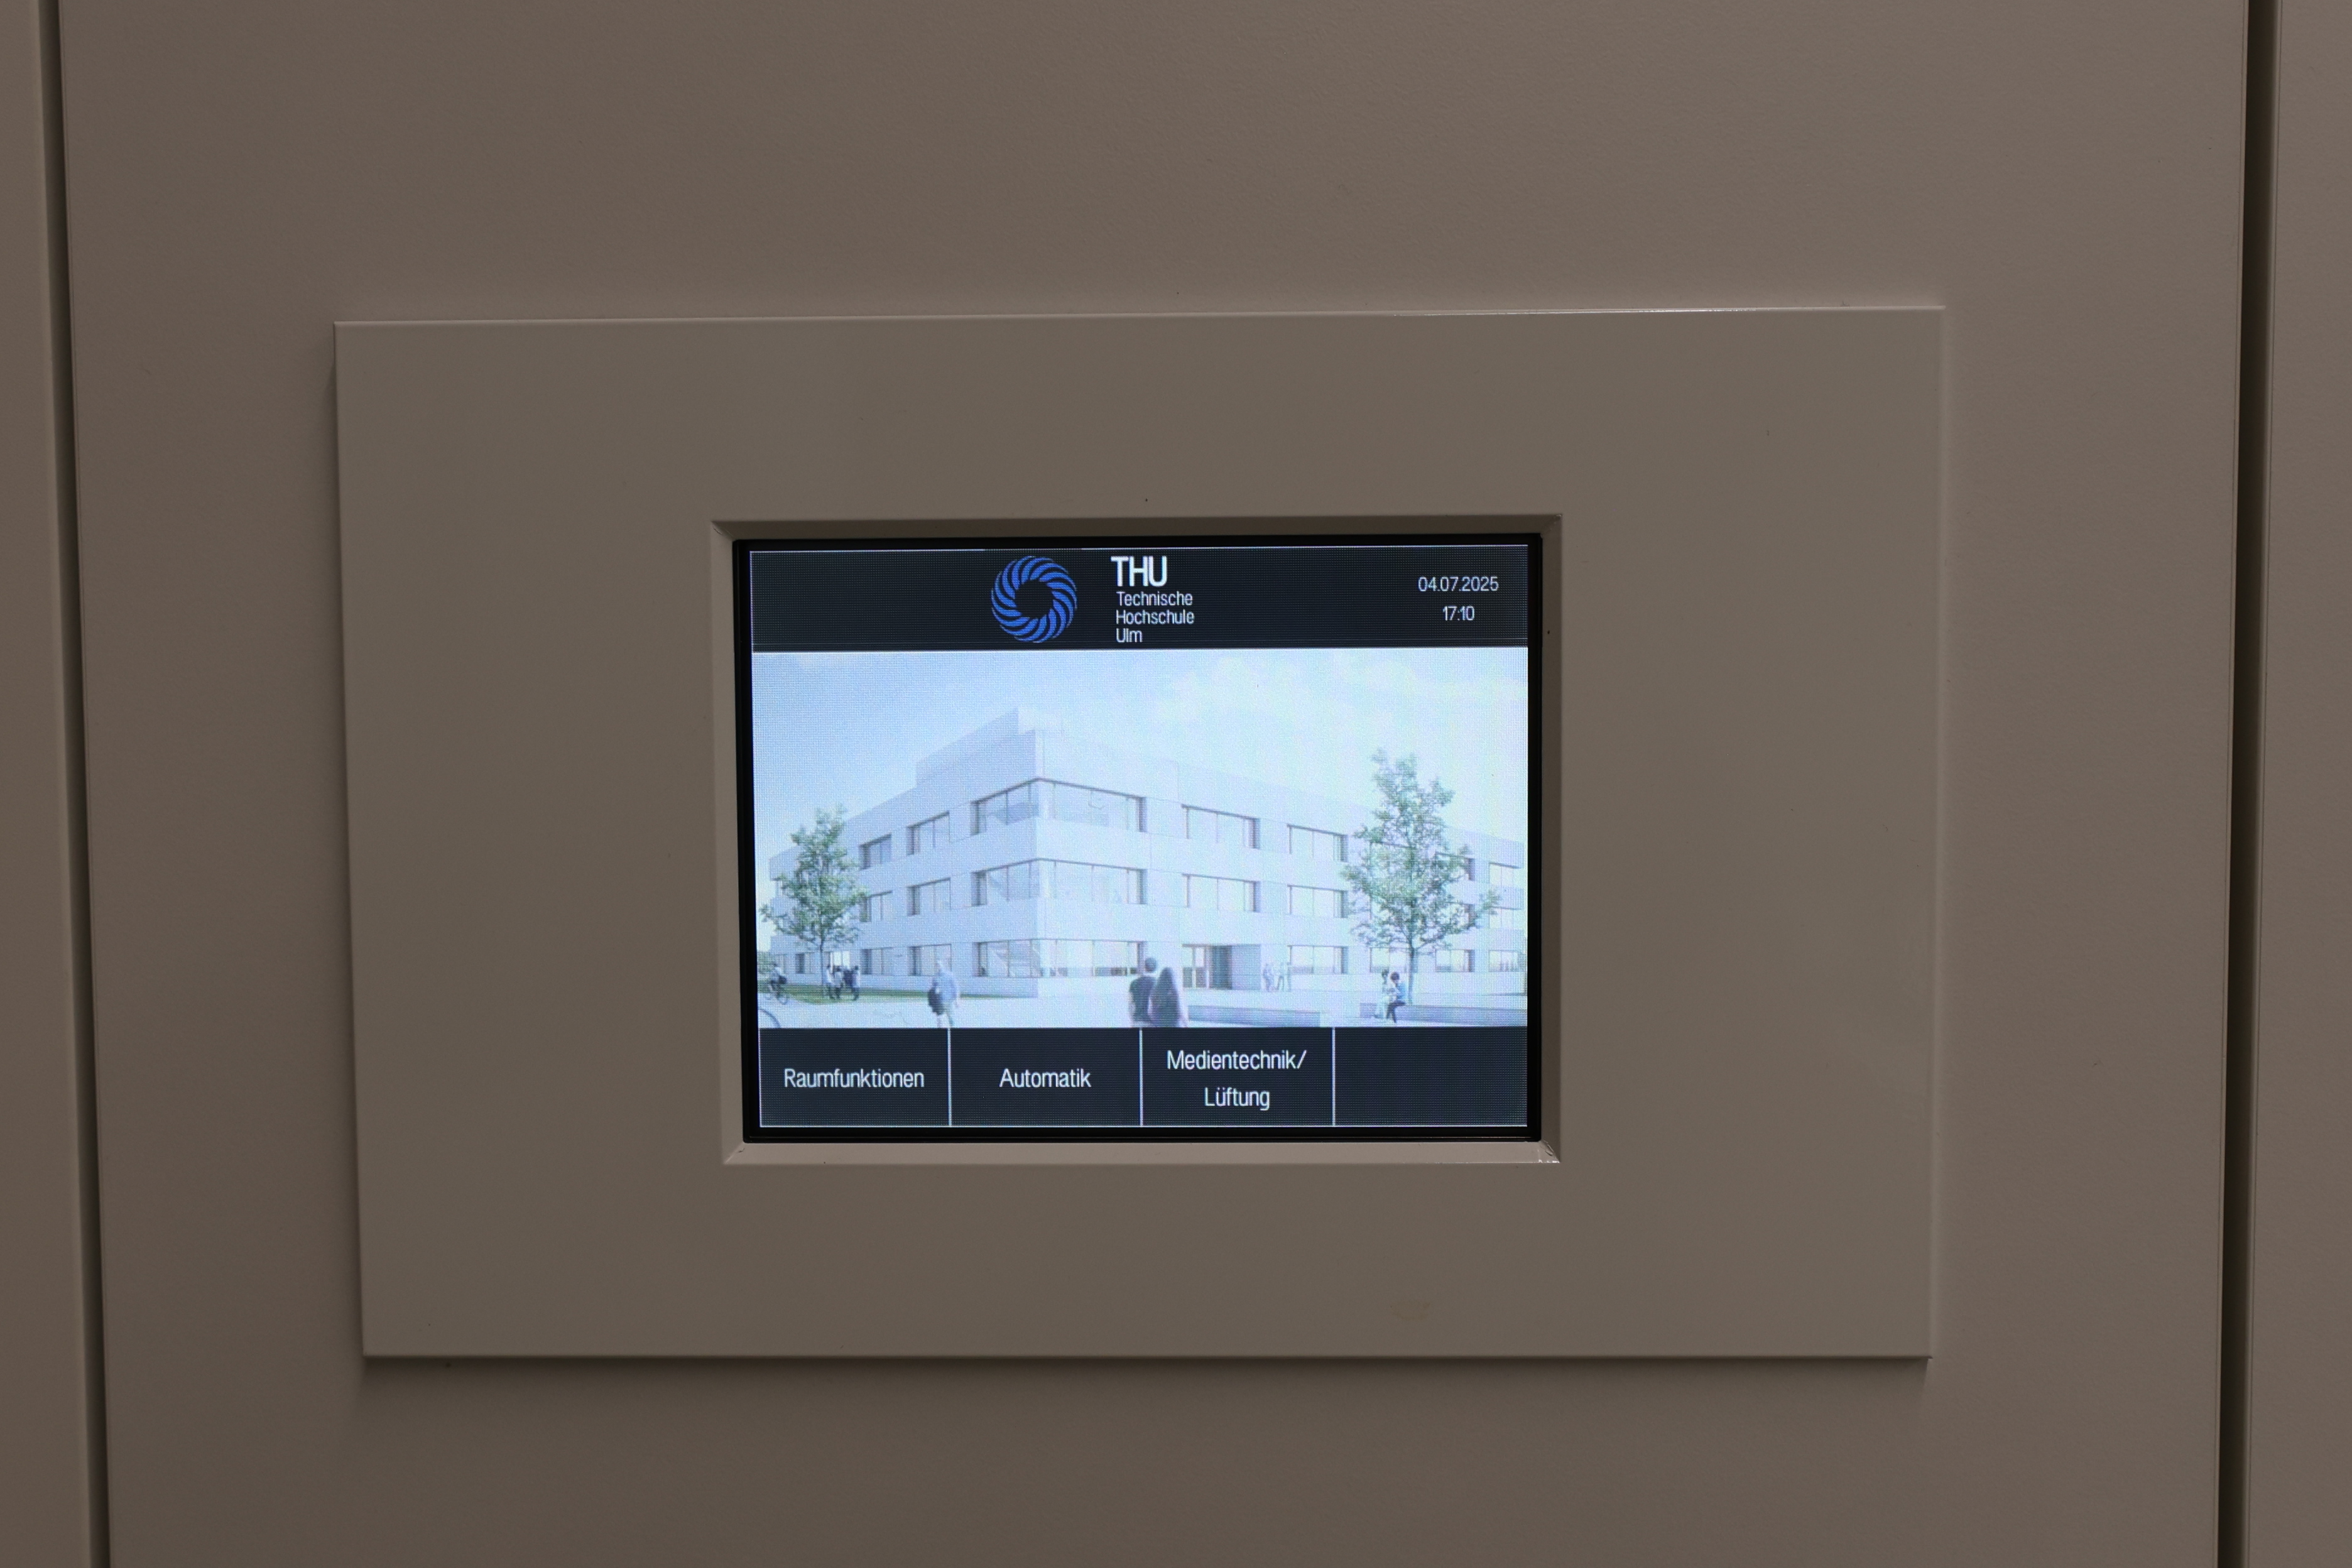 THU
Technische
Hochschule
Ulm
04.07.2025
17:10
Raumfunktionen
Automatik
Medientechnik/
Lüftung